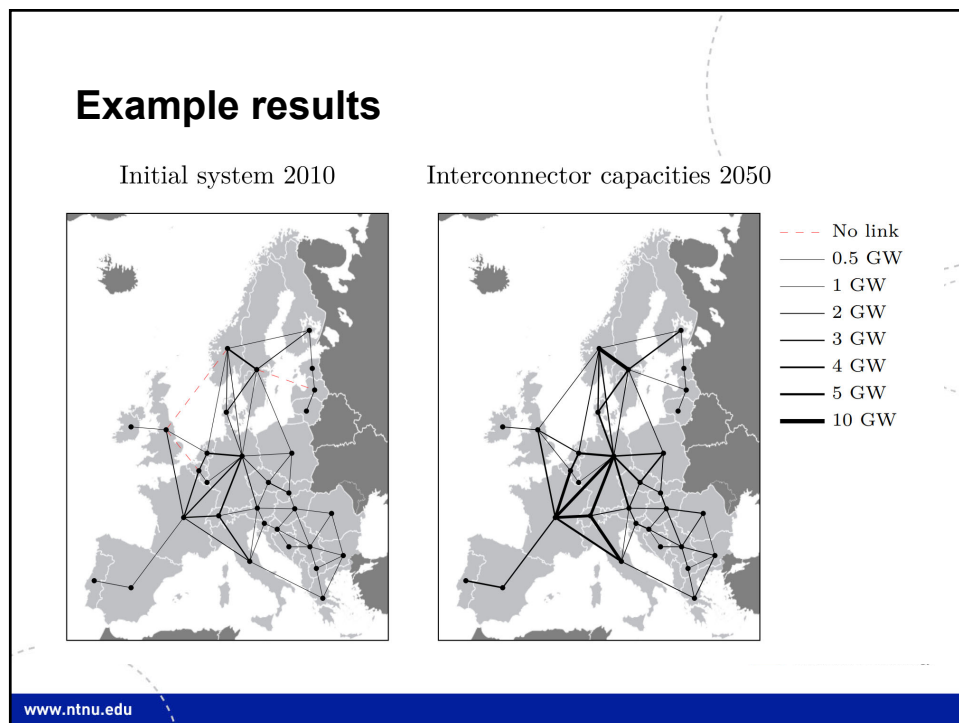 Example results
Initial system 2010
Interconnector capacities 2050
No link
0.5 GW
1 GW
2 GW
3 GW
4 GW
5 GW
10 GW
www.ntnu.edu